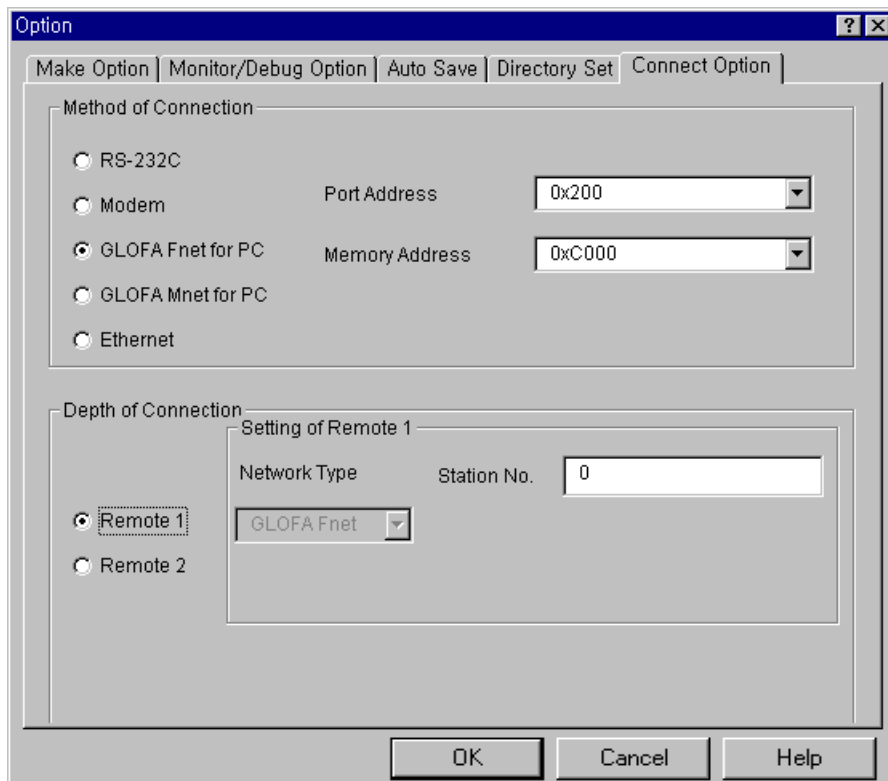 Option
Make Option Monitor/Debug Option Auto Save Directory Set Connect Option
Method of Connection
RS-232C
Modem
GLOFA Fnet for PC
GLOFA Mnet for PC
Ethernet
Port Address 0x200
Memory Address 0xC000
Depth of Connection
Remote 1
Remote 2
Setting of Remote 1
Network Type
GLOFA Fnet
Station No. 0
OK Cancel Help